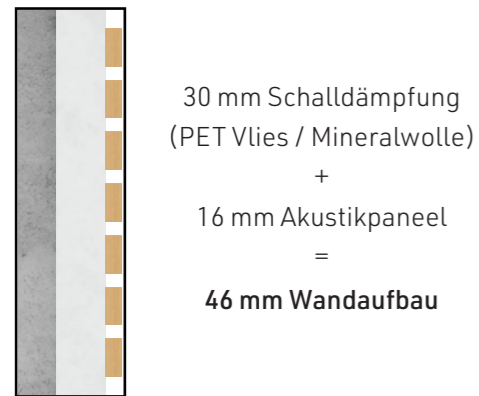 30 mm Schalldämpfung
(PET Vlies / Mineralwolle)
+
16 mm Akustikpaneel
=
46 mm Wandaufbau